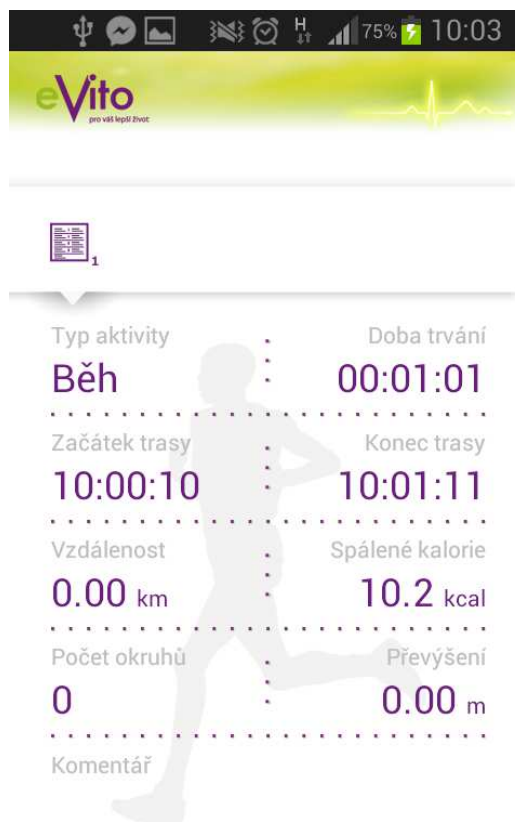 H 75% 10:03
eVito
pro váš lepší život
1
Typ aktivity Doba trvání
Běh 00:01:01
Začátek trasy Konec trasy
10:00:10 10:01:11
Vzdálenost Spálené kalorie
0.00 km 10.2 kcal
Počet okruhů Převýšení
0 0.00 m
Komentář